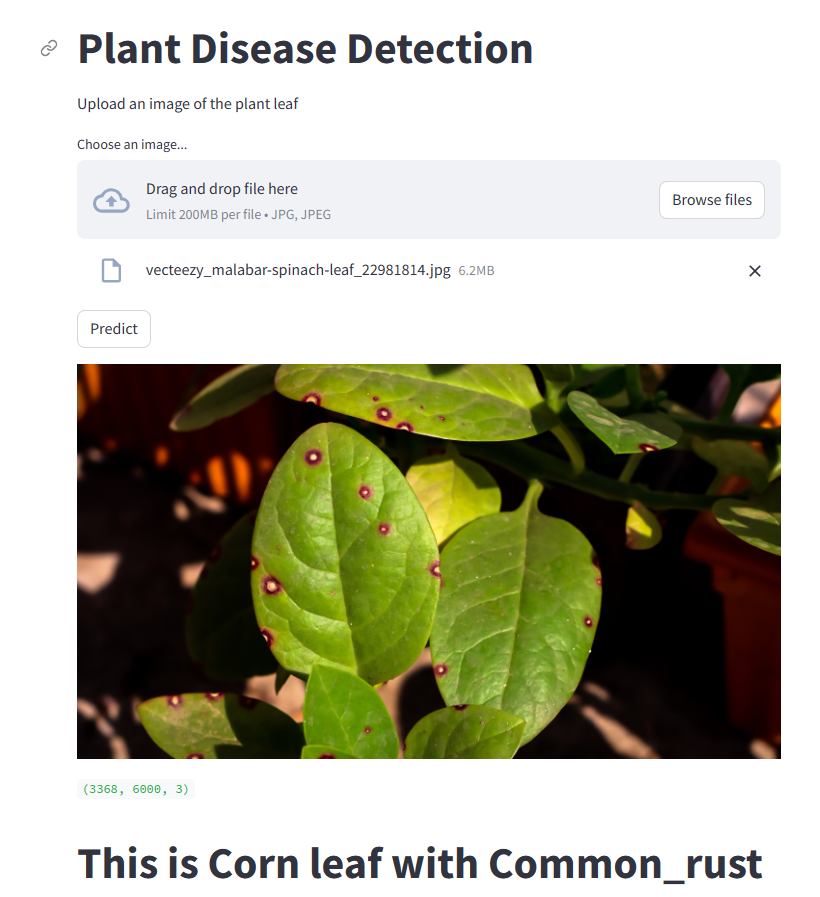 Plant Disease Detection
Upload an image of the plant leaf
Choose an image...
Drag and drop file here
Limit 200MB per file • JPG, JPEG
Browse files
vecteezy_malabar-spinach-leaf_22981814.jpg 6.2MB
Predict
(3368, 6000, 3)
This is Corn leaf with Common_rust